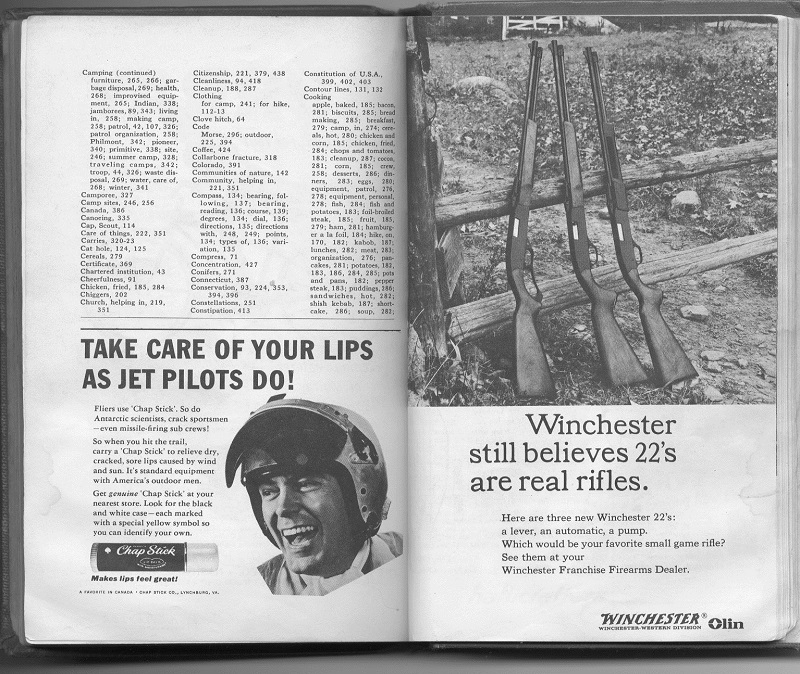 Camping (continued)
furniture, 265, 266; gar-
bage disposal, 269; health,
268; improvised equip-
ment, 265; Indian, 338;
jamborees, 89, 343; living
in, 258; making camp,
258; patrol, 42, 107, 326;
patrol organization, 258;
Philmont, 342; pioneer,
340; primitive, 338; site,
246; summer camp, 328;
traveling camps, 342;
troop, 44, 326; waste dis-
posal, 269; water, care of,
268; winter, 341
Camporee, 327
Camp sites, 246, 256
Canada, 386
Canoeing, 335
Cap, Scout, 114
Care of things, 222, 351
Carries, 320-23
Cat hole, 124, 125
Cereals, 279
Certificate, 369
Chartered institution, 43
Cheerfulness, 91
Chicken, fried, 185, 284
Chiggers, 202
Church, helping in, 219,
351
Citizenship, 221, 379, 438
Cleanliness, 94, 418
Cleanup, 188, 287
Clothing
for camp, 241; for hike,
112-13
Clove hitch, 64
Code
Morse, 296; outdoor,
225, 394
Coffee, 424
Collarbone fracture, 318
Colorado, 391
Communities of nature, 142
Community, helping in,
221, 351
Compass, 134; bearing, fol-
lowing, 137; bearing,
reading, 136; course, 139;
degrees, 134; dial, 136;
directions, 135; directions
with, 248, 249; points,
134; types of, 136; vari-
ation, 135
Compress, 71
Concentration, 427
Conifers, 271
Connecticut, 387
Conservation, 93, 224, 353,
394, 396
Constellations, 251
Constipation, 413
Constitution of U.S.A.,
399, 402, 403
Contour lines, 131, 132
Cooking
apple, baked, 185; bacon,
281; biscuits, 285; bread
making, 285; breakfast,
279; camp, in, 274; cere-
als, hot, 280; chicken and
corn, 185; chicken, fried,
284; chops and tomatoes,
183; cleanup, 287; cocoa,
281; corn, 185; crew,
258; desserts, 286; din-
ners, 283; eggs, 280;
equipment, patrol, 276,
278; equipment, personal,
278; fish, 284; fish and
potatoes, 183; foil-broiled
steak, 185; fruit, 185,
279; ham, 281; hamburg-
er a la foil, 184; hike, on,
170, 182; kabob, 187;
lunches, 282; meat, 283;
organization, 276; pan-
cakes, 281; potatoes, 182,
183, 186, 284, 285; pots
and pans, 182; pepper
steak, 183; puddings, 286;
sandwiches, hot, 282;
shish kebab, 187; short-
cake, 286; soup, 282;
TAKE CARE OF YOUR LIPS
AS JET PILOTS DO!
Fliers use 'Chap Stick'. So do
Antarctic scientists, crack sportsmen
—even missile-firing sub crews!
So when you hit the trail,
carry a 'Chap Stick' to relieve dry,
cracked, sore lips caused by wind
and sun. It's standard equipment
with America's outdoor men.
Get genuine 'Chap Stick' at your
nearest store. Look for the black
and white case—each marked
with a special yellow symbol so
you can identify your own.
Chap Stick
Makes lips feel great!
A FAVORITE IN CANADA • CHAP STICK CO., LYNCHBURG, VA.
Winchester
still believes 22's
are real rifles.
Here are three new Winchester 22's:
a lever, an automatic, a pump.
Which would be your favorite small game rifle?
See them at your
Winchester Franchise Firearms Dealer.
WINCHESTER®
WINCHESTER-WESTERN DIVISION
Olin